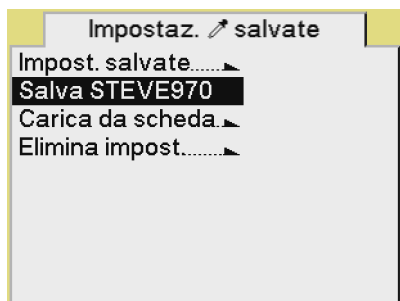 Impostaz. salvate
Impost. salvate......
Salva STEVE970
Carica da scheda.
Elimina impost........